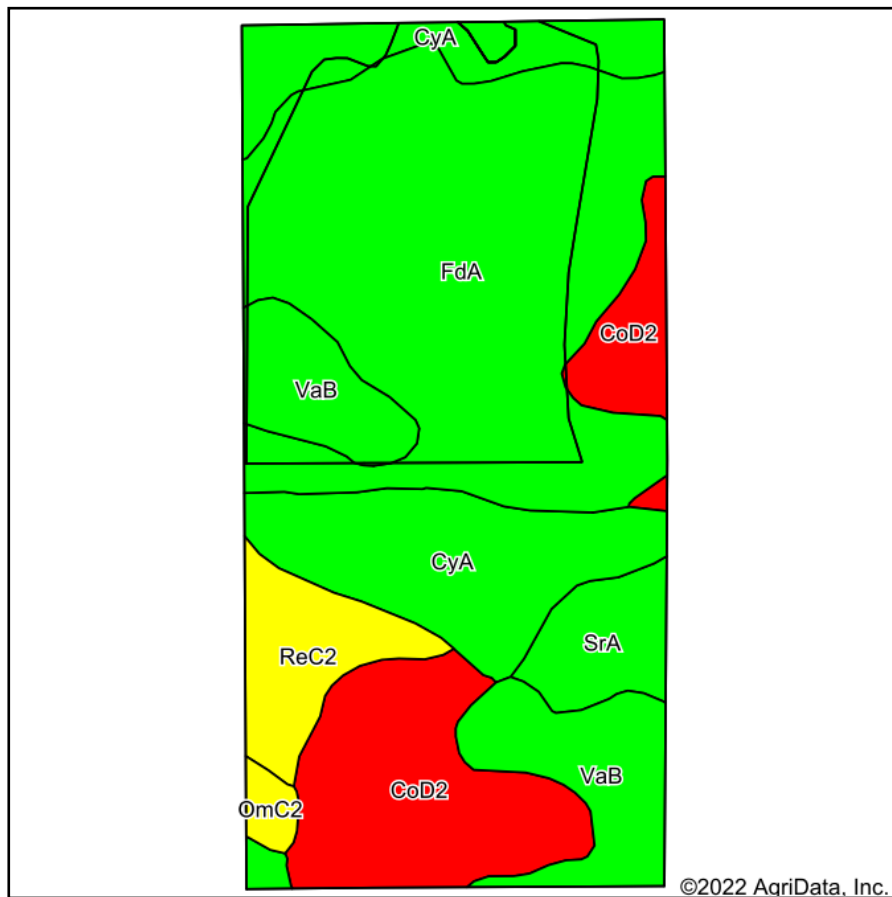 CyA
FdA
CoD2
VaB
CyA
SrA
ReC2
VaB
CoD2
OmC2
©2022 AgriData, Inc.